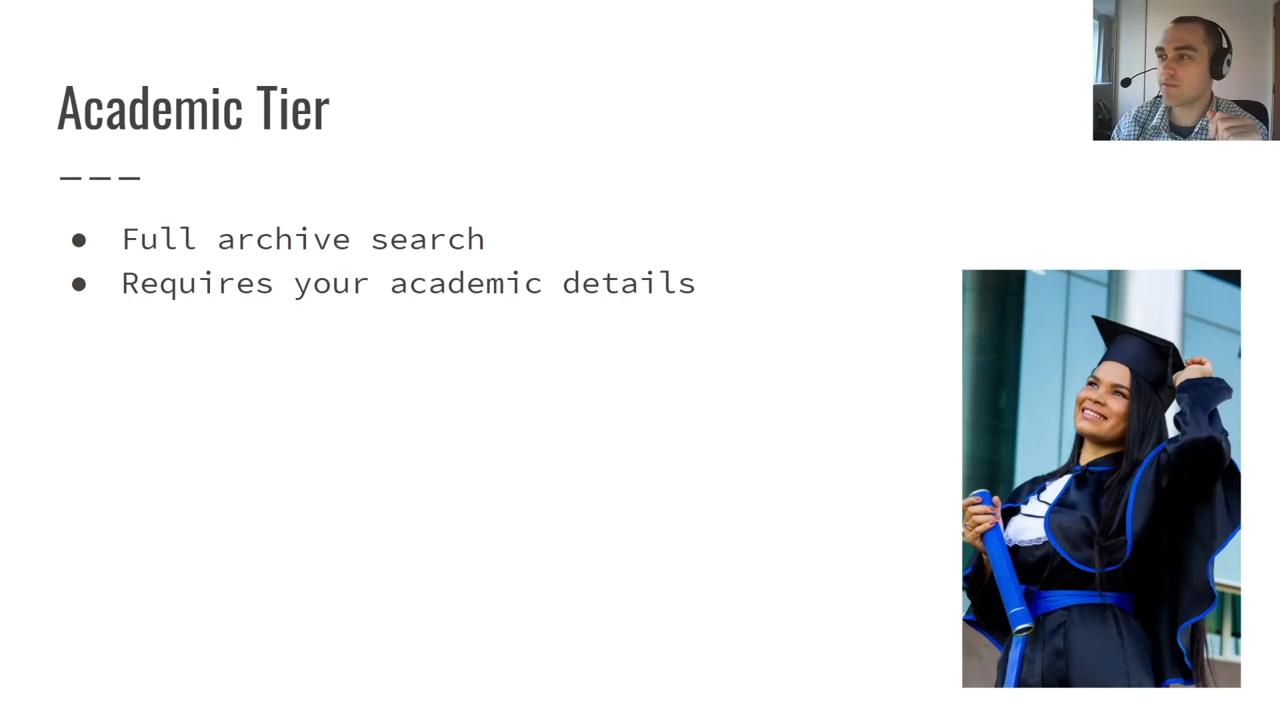 Academic Tier
● Full archive search
● Requires your academic details